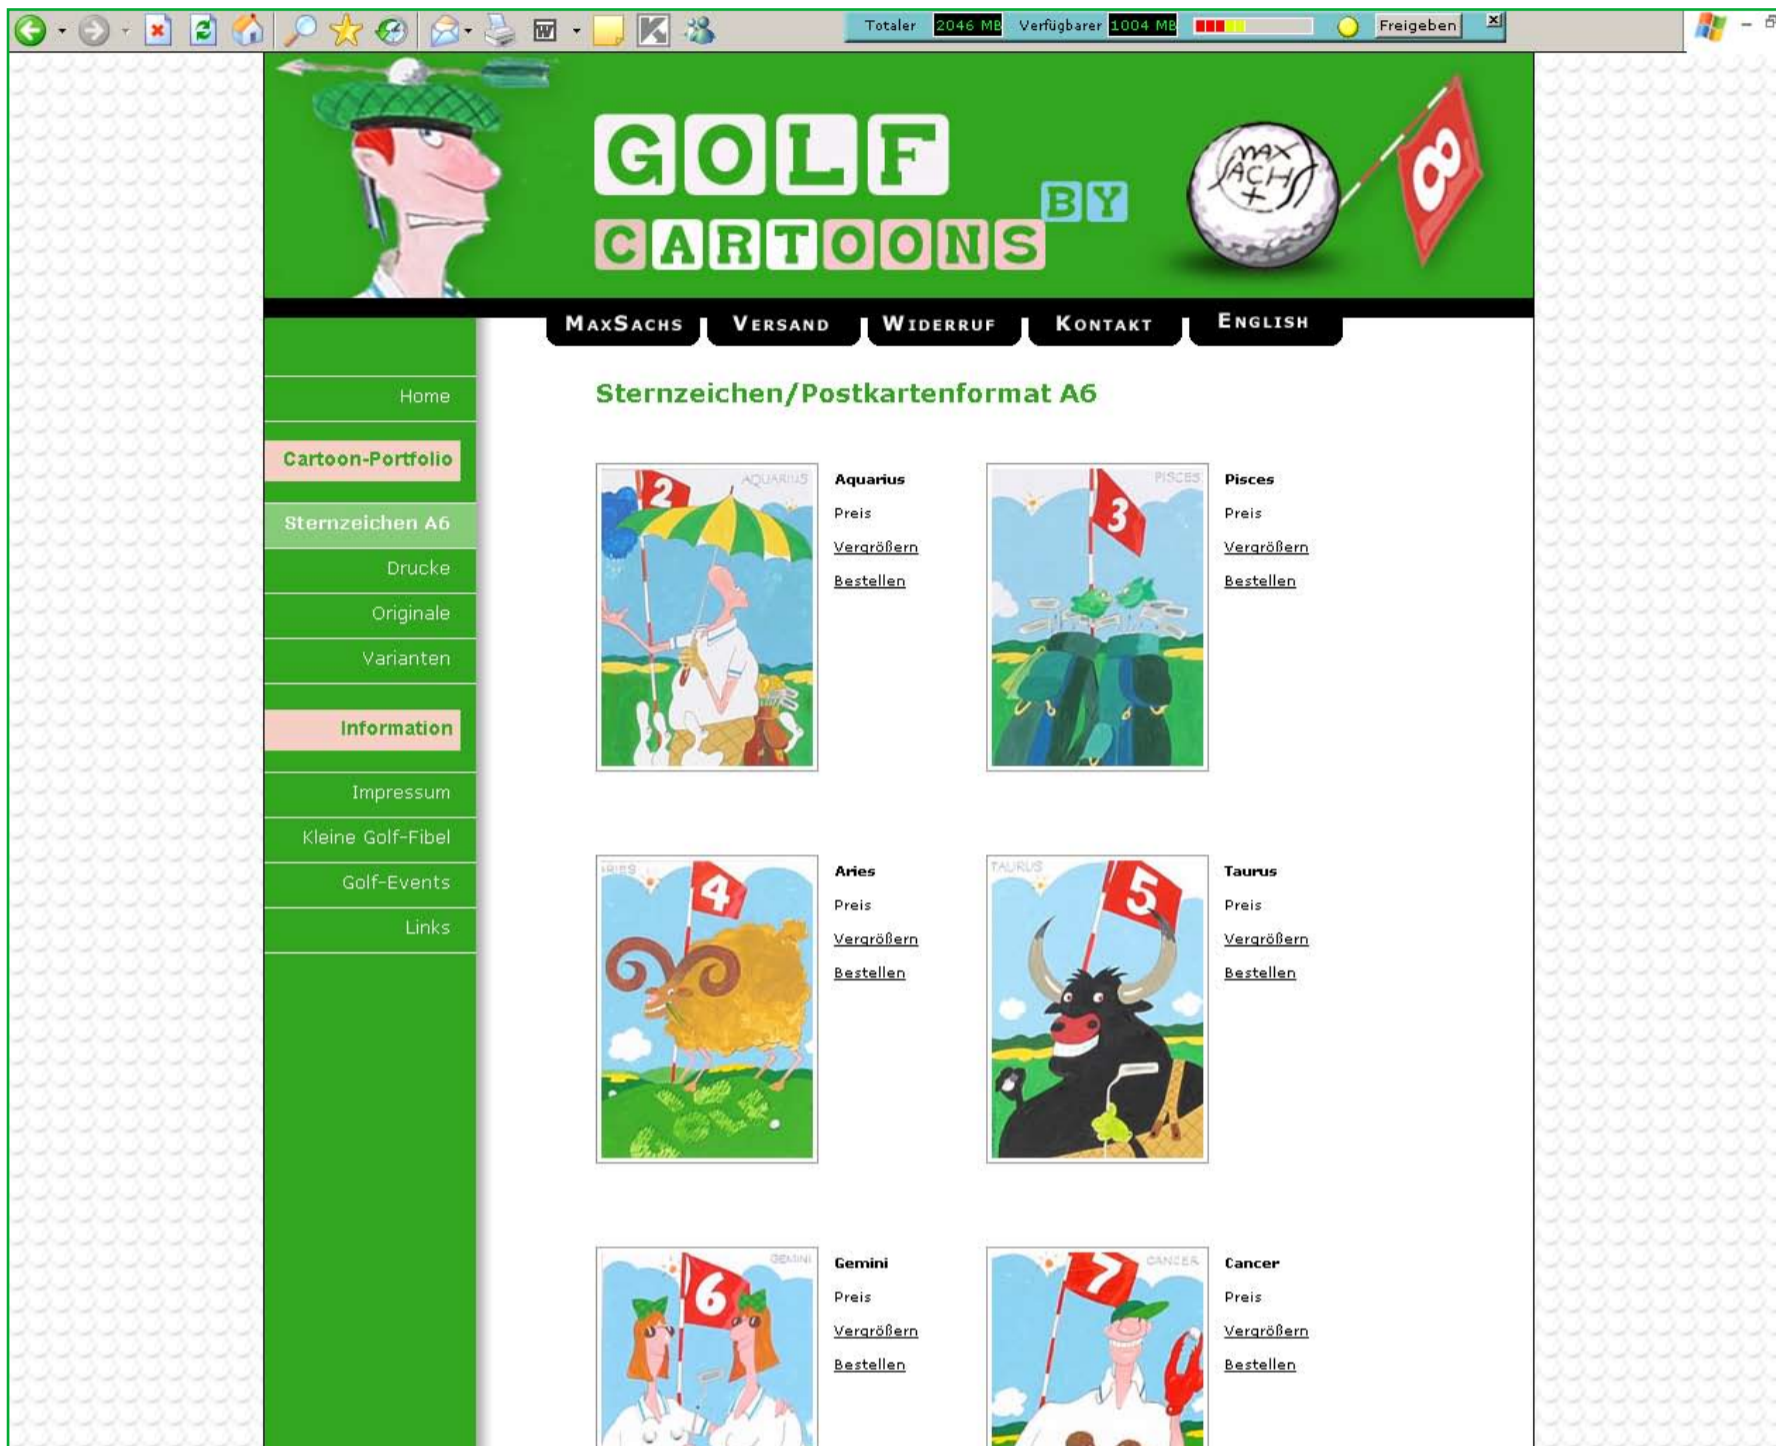 Totaler 2046 MB Verfügbarer 1004 MB Freigeben
GOLF
BY
CARTOONS
MAX
SACHS
8
MAXSACHS VERSAND WIDERRUF KONTAKT ENGLISH
Home
Cartoon-Portfolio
Sternzeichen A6
Drucke
Originale
Varianten
Information
Impressum
Kleine Golf-Fibel
Golf-Events
Links
Sternzeichen/Postkartenformat A6
AQUARIUS
2
Aquarius
Preis
Vergrößern
Bestellen
PISCES
3
Pisces
Preis
Vergrößern
Bestellen
ARIES
4
GOLF
Aries
Preis
Vergrößern
Bestellen
TAURUS
5
Taurus
Preis
Vergrößern
Bestellen
GEMINI
6
Gemini
Preis
Vergrößern
Bestellen
CANCER
7
Cancer
Preis
Vergrößern
Bestellen